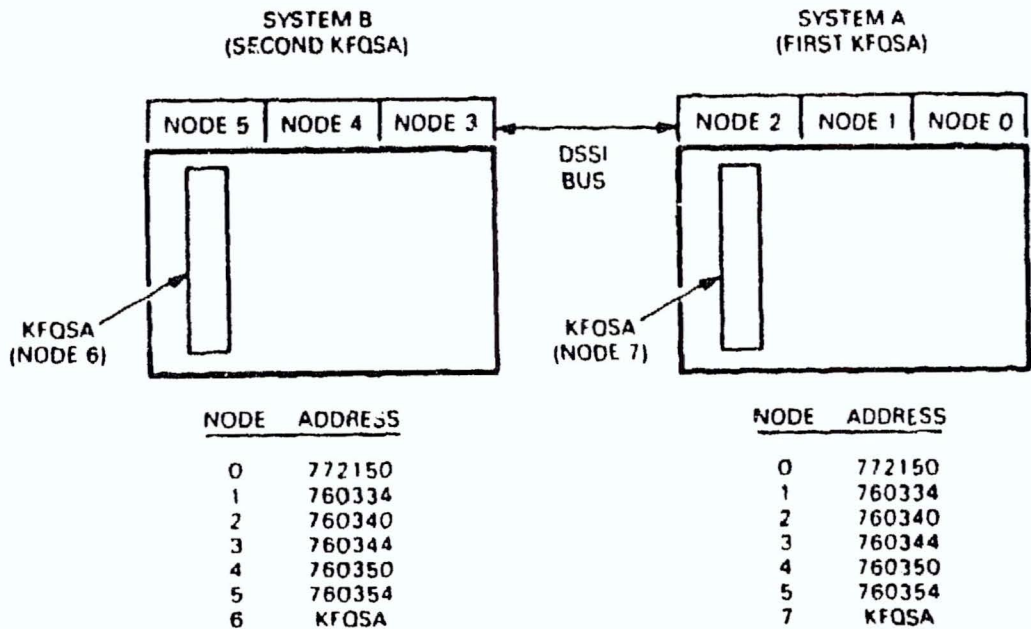 SYSTEM B
(SECOND KFQSA)
SYSTEM A
(FIRST KFQSA)
NODE 5 NODE 4 NODE 3
DSSI
BUS
NODE 2 NODE 1 NODE 0
KFQSA
(NODE 6)
KFQSA
(NODE 7)
NODE ADDRESS
0 772150
1 760334
2 760340
3 760344
4 760350
5 760354
6 KFQSA
NODE ADDRESS
0 772150
1 760334
2 760340
3 760344
4 760350
5 760354
7 KFQSA